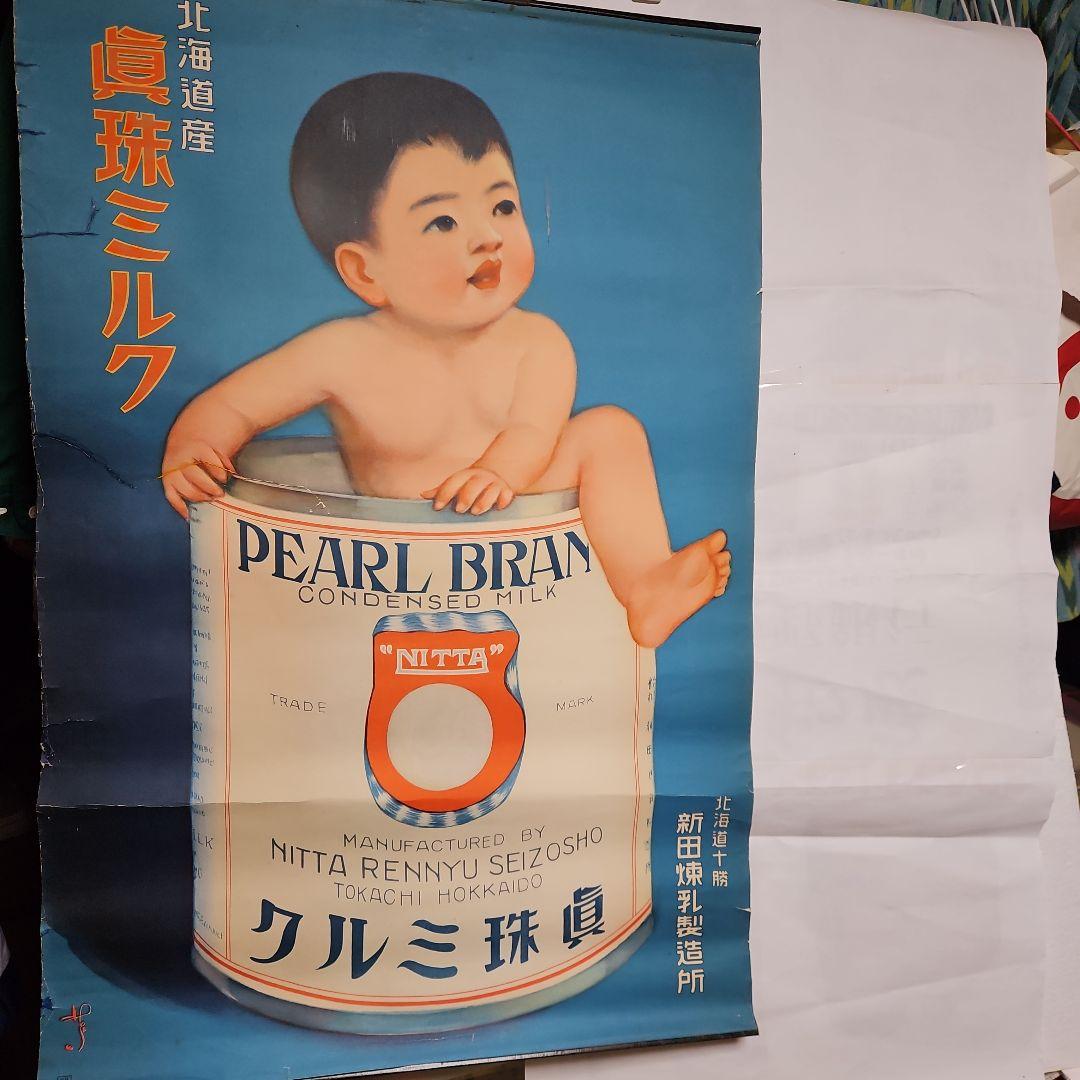 北海道産
眞珠ミルク
PEARL BRAN
CONDENSED MILK
"NITTA"
TRADE MARK
MANUFACTURED BY
NITTA RENNYU SEIZOSHO
TOKACHI HOKKAIDO
クルミ珠眞
北海道十勝
新田煉乳製造所